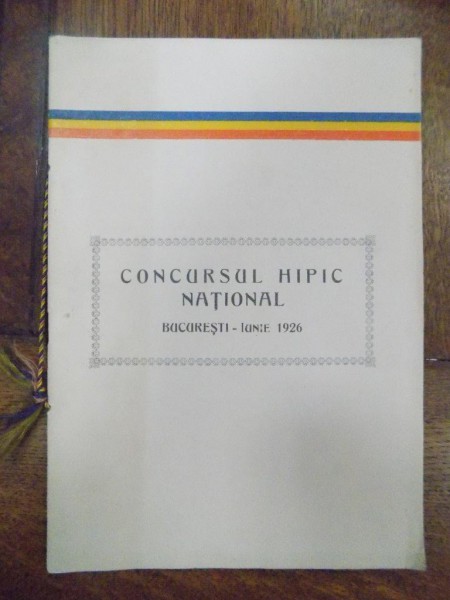 CONCURSUL HIPIC
NAȚIONAL
BUCUREȘTI - IUNIE 1926